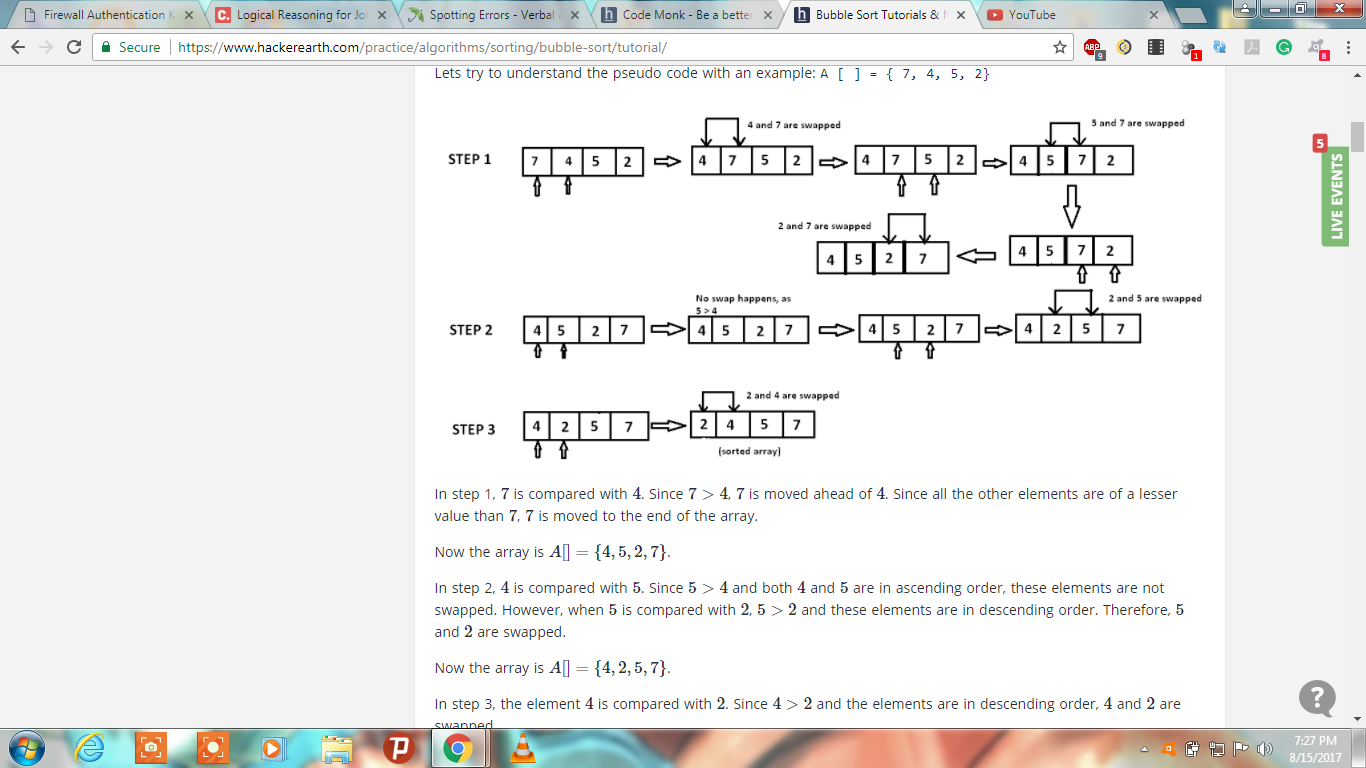 Firewall Authentication K
Logical Reasoning for Jo
Spotting Errors - Verbal A
Code Monk - Be a better
Bubble Sort Tutorials & N
YouTube
Secure | https://www.hackerearth.com/practice/algorithms/sorting/bubble-sort/tutorial/
ABP 9 1 8
Lets try to understand the pseudo code with an example: A [ ] = { 7, 4, 5, 2}
4 and 7 are swapped
5 and 7 are swapped
STEP 1
7 4 5 2
4 7 5 2
4 7 5 2
4 5 7 2
2 and 7 are swapped
4 5 2 7
4 5 7 2
No swap happens, as
5 > 4
2 and 5 are swapped
STEP 2
4 5 2 7
4 5 2 7
4 5 2 7
4 2 5 7
2 and 4 are swapped
STEP 3
4 2 5 7
2 4 5 7
(sorted array)
In step 1, 7 is compared with 4. Since 7 > 4, 7 is moved ahead of 4. Since all the other elements are of a lesser
value than 7, 7 is moved to the end of the array.
Now the array is A[] = {4, 5, 2, 7}.
In step 2, 4 is compared with 5. Since 5 > 4 and both 4 and 5 are in ascending order, these elements are not
swapped. However, when 5 is compared with 2, 5 > 2 and these elements are in descending order. Therefore, 5
and 2 are swapped.
Now the array is A[] = {4, 2, 5, 7}.
In step 3, the element 4 is compared with 2. Since 4 > 2 and the elements are in descending order, 4 and 2 are
swapped
5
LIVE EVENTS
?
7:27 PM
8/15/2017